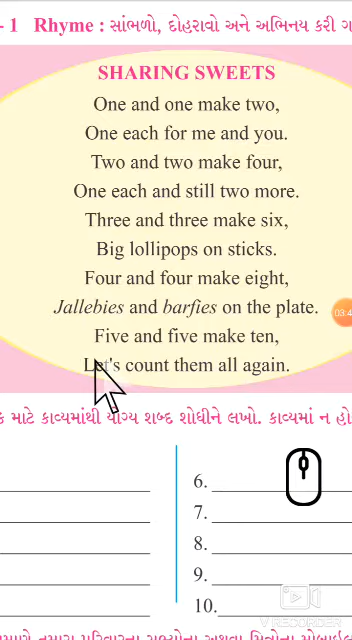 - 1 Rhyme : સાંભળો, દોહરાવો અને અભિનય કરી ગ
SHARING SWEETS
One and one make two,
One each for me and you.
Two and two make four,
One each and still two more.
Three and three make six,
Big lollipops on sticks.
Four and four make eight,
Jallebies and barfies on the plate.
03:4
Five and five make ten,
Let's count them all again.
ક માટે કાવ્યમાંથી યોગ્ય શબ્દ શોધીને લખો. કાવ્યમાં ન હો
6.
7.
8.
9.
10.
V RECORDER